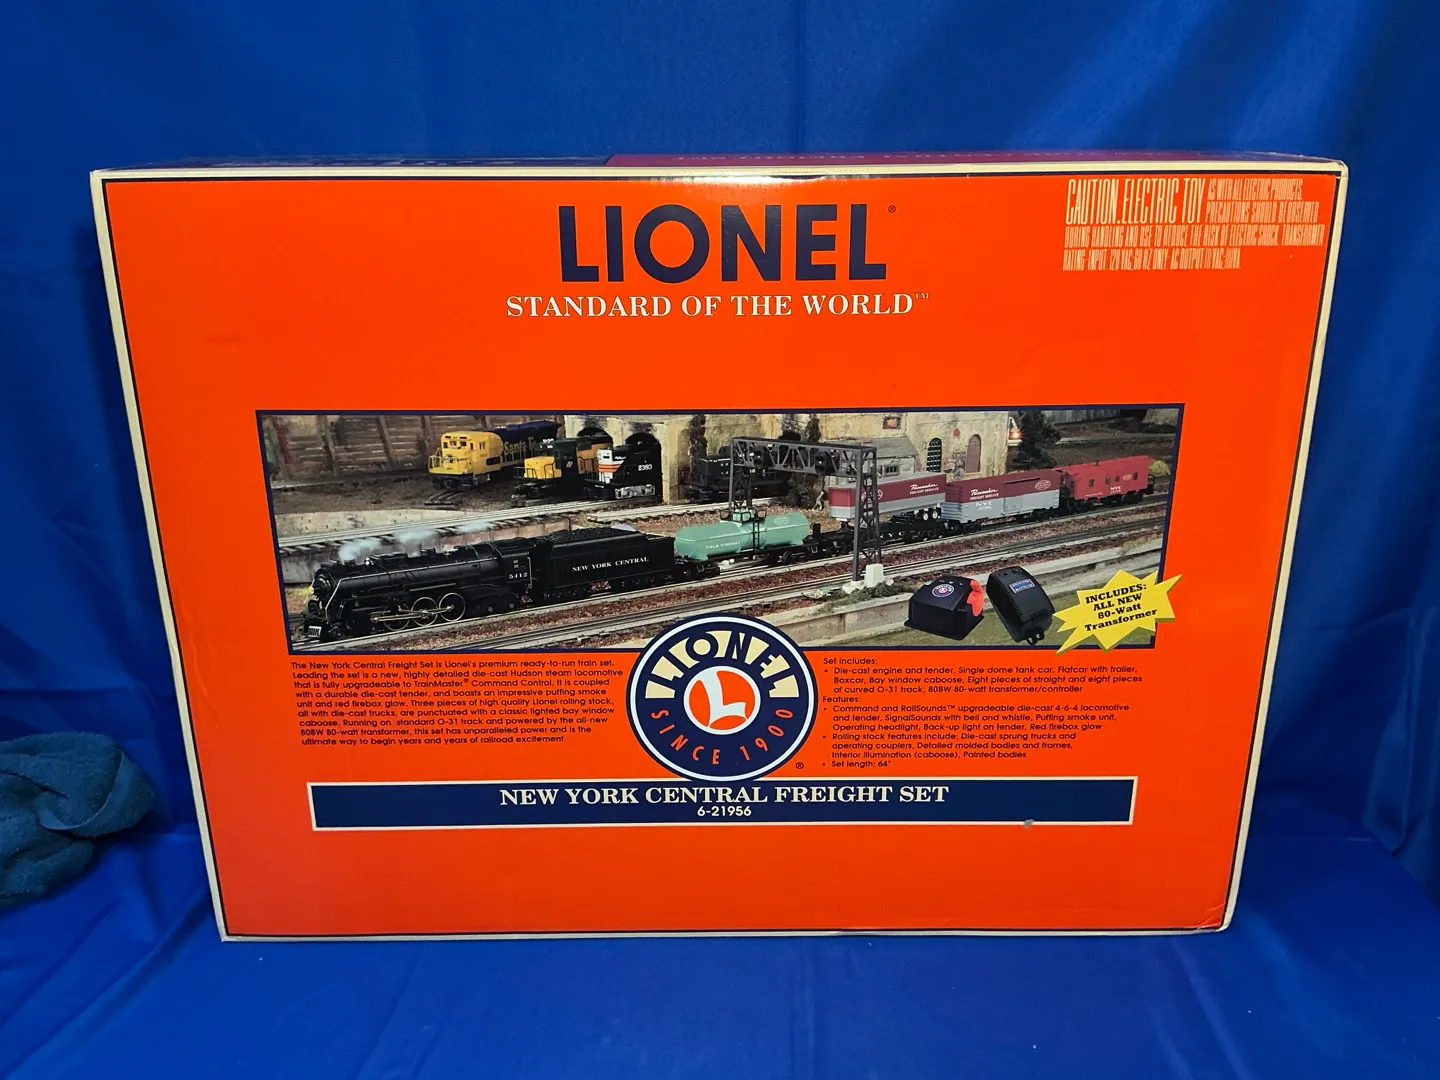 CAUTION. ELECTRIC TOY AS WITH ALL ELECTRIC PRODUCTS,
PRECAUTIONS SHOULD BE OBSERVED
DURING HANDLING AND USE TO REDUCE THE RISK OF ELECTRIC SHOCK. TRANSFORMER
RATING: INPUT: 120 VAC, 60 HZ ONLY AC OUTPUT
LIONEL®
STANDARD OF THE WORLD™
Santa Fe
2380
Pacemaker
FREIGHT SERVICE
Pacemaker
FREIGHT SERVICE
N Y C
NYC
5412
NEW YORK CENTRAL
INCLUDES:
ALL NEW
80-Watt
Transformer
The New York Central Freight Set is Lionel's premium ready-to-run train set.
Leading the set is a new, highly detailed die-cast Hudson steam locomotive
that is fully upgradeable to TrainMaster® Command Control. It is coupled
with a durable die-cast tender, and boasts an impressive puffing smoke
unit and red firebox glow. Three pieces of high quality Lionel rolling stock,
all with die-cast trucks, are punctuated with a classic lighted bay window
caboose. Running on standard O-31 track and powered by the all-new
80BW 80-watt transformer, this set has unparalleled power and is the
ultimate way to begin years and years of railroad excitement.
LIONEL
L
SINCE 1900
®
Set Includes:
• Die-cast engine and tender, Single dome tank car, Flatcar with trailer,
Boxcar, Bay window caboose, Eight pieces of straight and eight pieces
of curved O-31 track, 80BW 80-watt transformer/controller
Features:
• Command and RailSounds™ upgradeable die-cast 4-6-4 locomotive
and tender, SignalSounds with bell and whistle, Puffing smoke unit,
Operating headlight, Back-up light on tender, Red firebox glow
• Rolling stock features include: Die-cast sprung trucks and
operating couplers, Detailed molded bodies and frames,
Interior illumination (caboose), Painted bodies
• Set length: 64"
NEW YORK CENTRAL FREIGHT SET
6-21956